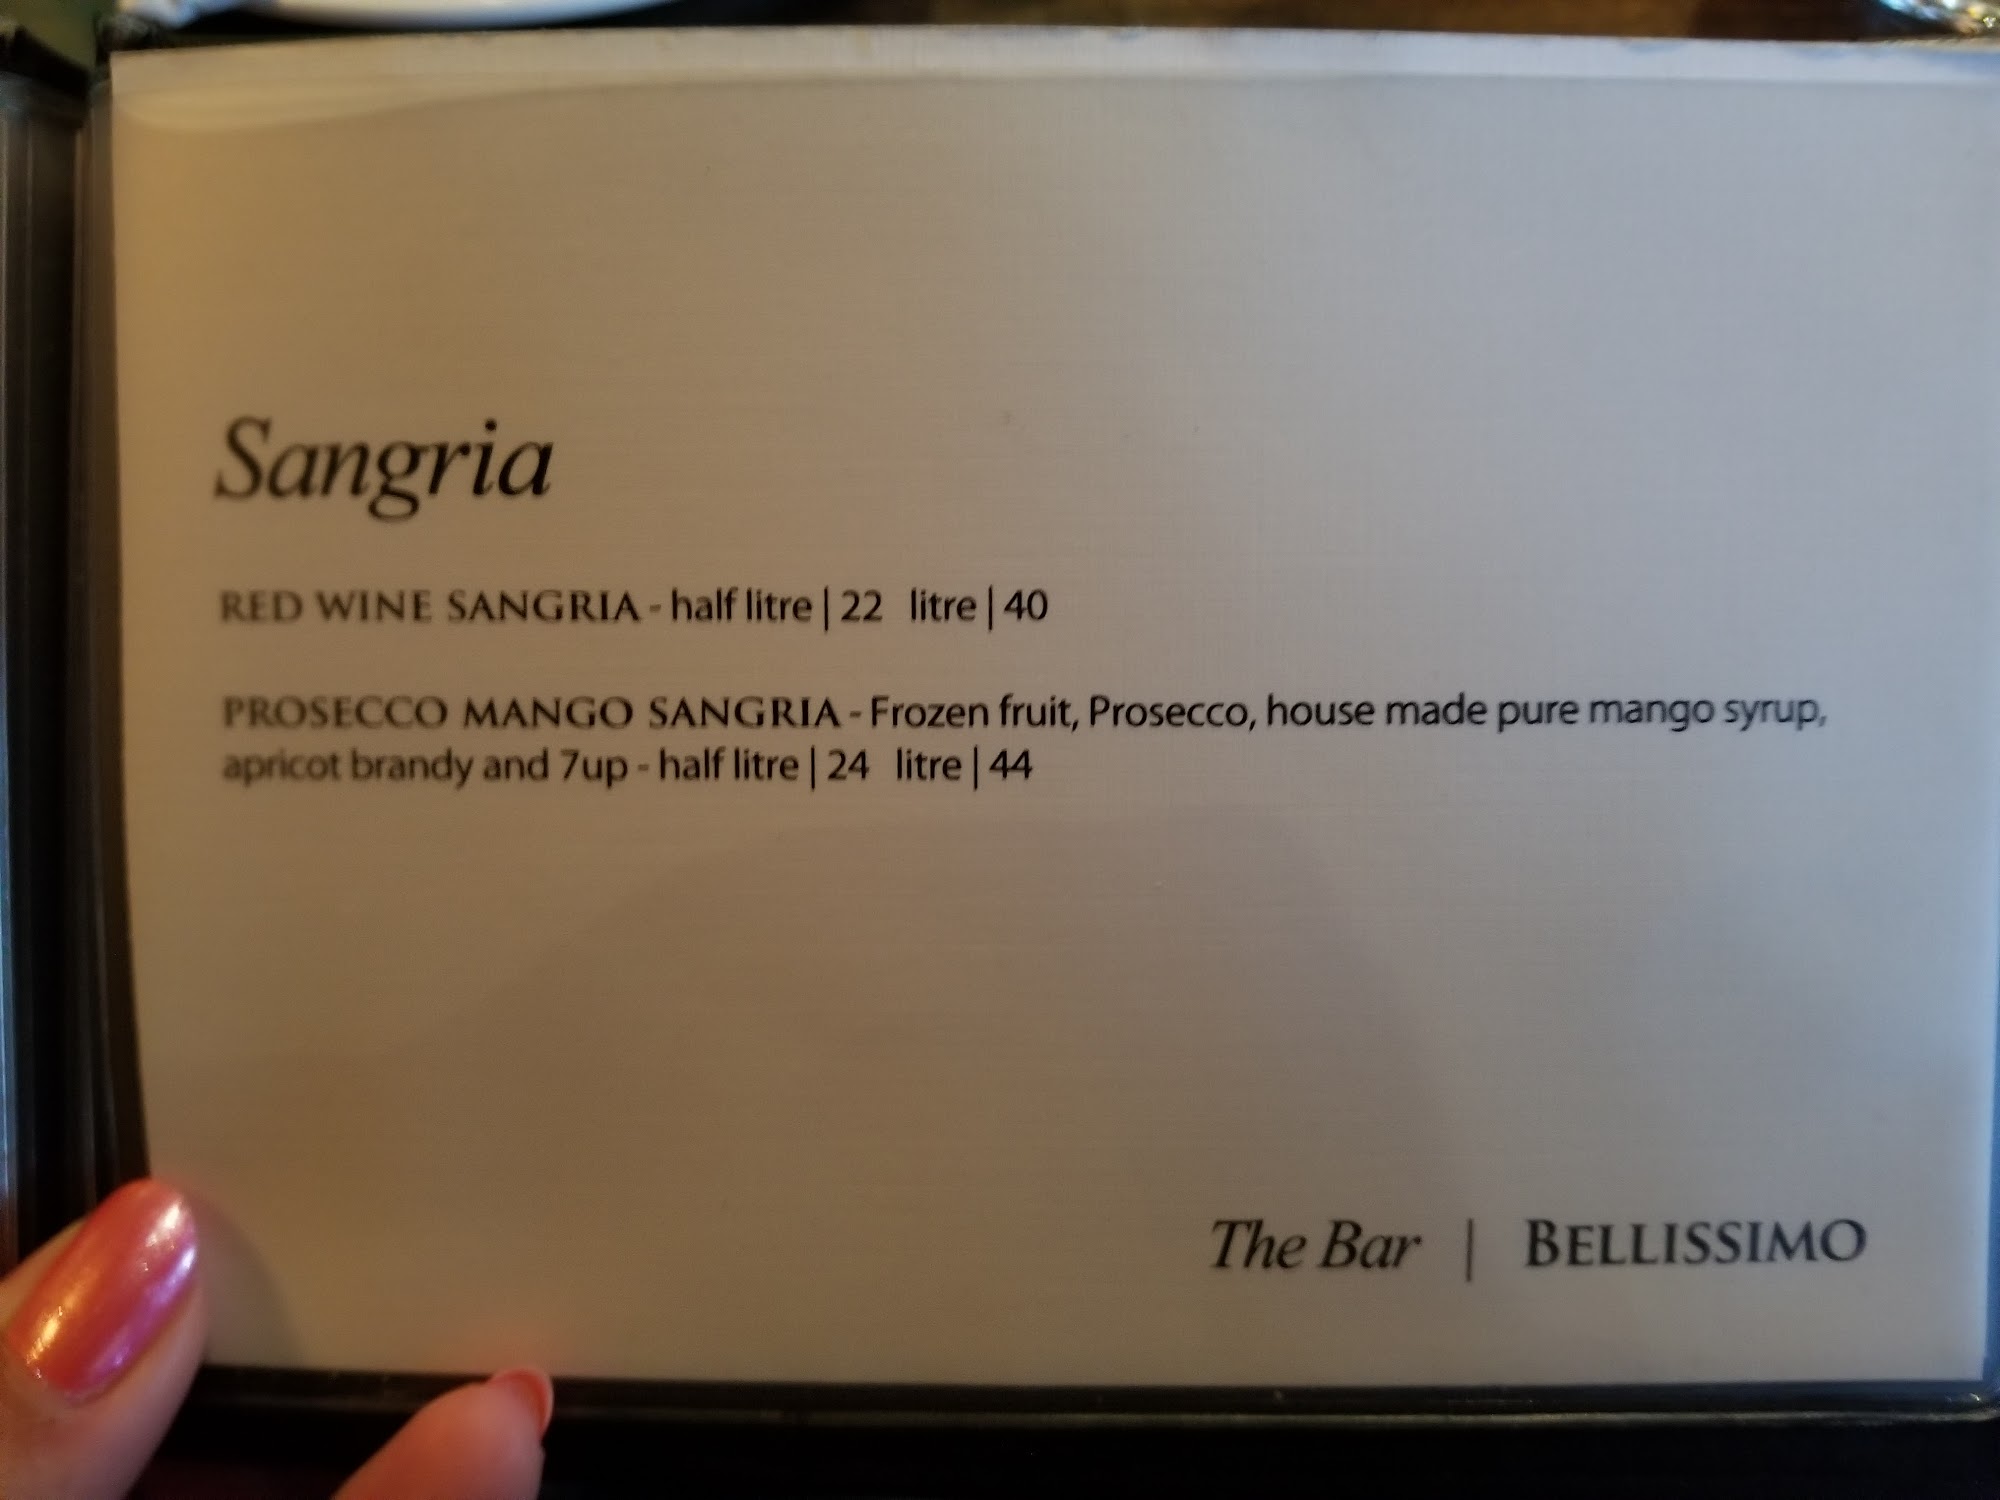 Sangria
RED WINE SANGRIA - half litre | 22 litre | 40
PROSECCO MANGO SANGRIA - Frozen fruit, Prosecco, house made pure mango syrup,
apricot brandy and 7up - half litre | 24 litre | 44
The Bar | BELLISSIMO